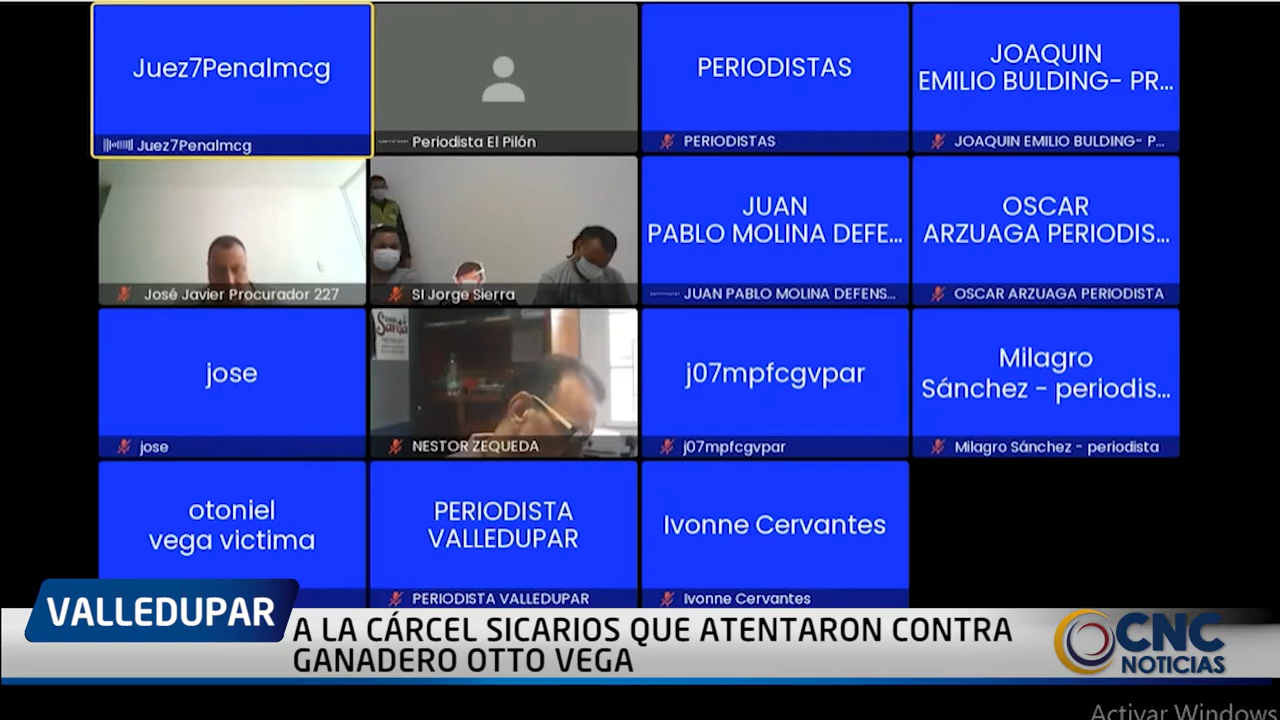 Juez7Penalmcg
Juez7Penalmcg
Periodista El Pilón
PERIODISTAS
PERIODISTAS
JOAQUIN
EMILIO BULDING- PR...
JOAQUIN EMILIO BULDING- P...
José Javier Procurador 227
SI Jorge Sierra
JUAN
PABLO MOLINA DEFE...
JUAN PABLO MOLINA DEFENS...
OSCAR
ARZUAGA PERIODIS...
OSCAR ARZUAGA PERIODISTA
jose
jose
Santa
NESTOR ZEQUEDA
j07mpfcgvpar
j07mpfcgvpar
Milagro
Sánchez - periodis...
Milagro Sánchez - periodista
otoniel
vega victima
PERIODISTA
VALLEDUPAR
PERIODISTA VALLEDUPAR
Ivonne Cervantes
Ivonne Cervantes
VALLEDUPAR
A LA CÁRCEL SICARIOS QUE ATENTARON CONTRA
GANADERO OTTO VEGA
CNC
NOTICIAS
Activar Windows